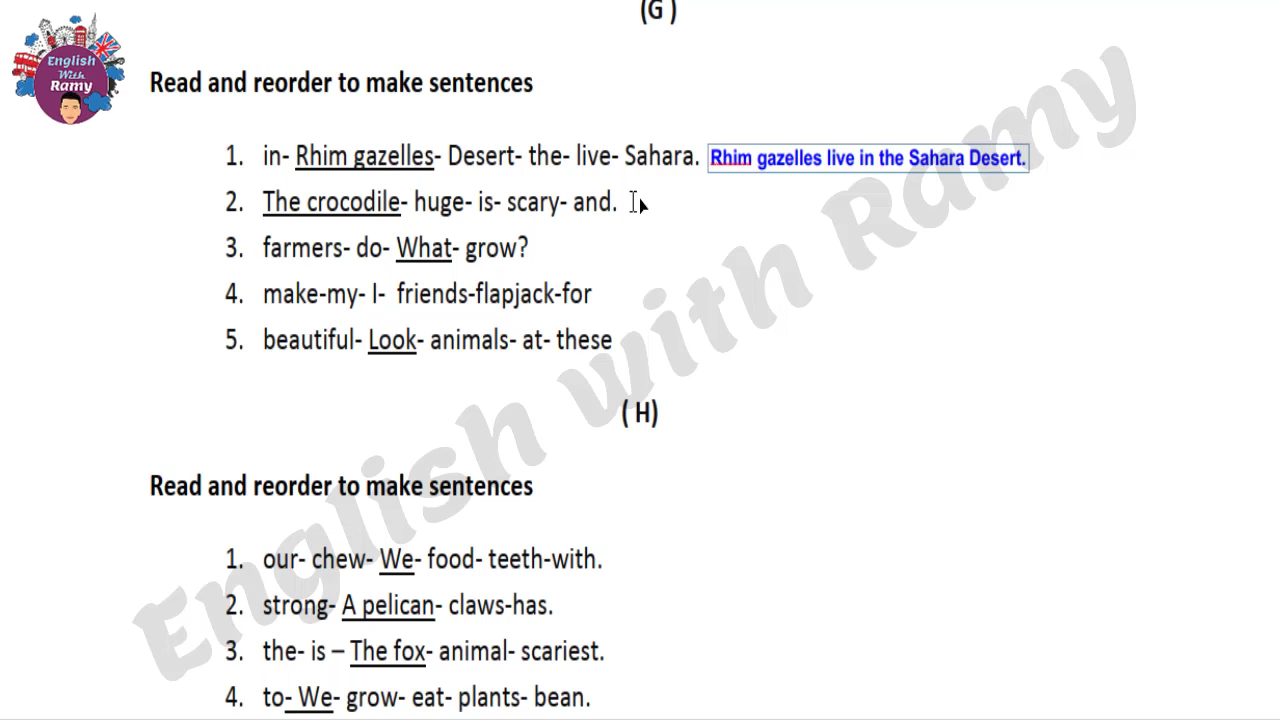 (G )
English
With
Ramy
Read and reorder to make sentences
1. in- Rhim gazelles- Desert- the- live- Sahara. Rhim gazelles live in the Sahara Desert.
2. The crocodile- huge- is- scary- and.
3. farmers- do- What- grow?
4. make-my- I- friends-flapjack-for
5. beautiful- Look- animals- at- these
( H)
Read and reorder to make sentences
1. our- chew- We- food- teeth-with.
2. strong- A pelican- claws-has.
3. the- is – The fox- animal- scariest.
4. to- We- grow- eat- plants- bean.
English with Ramy